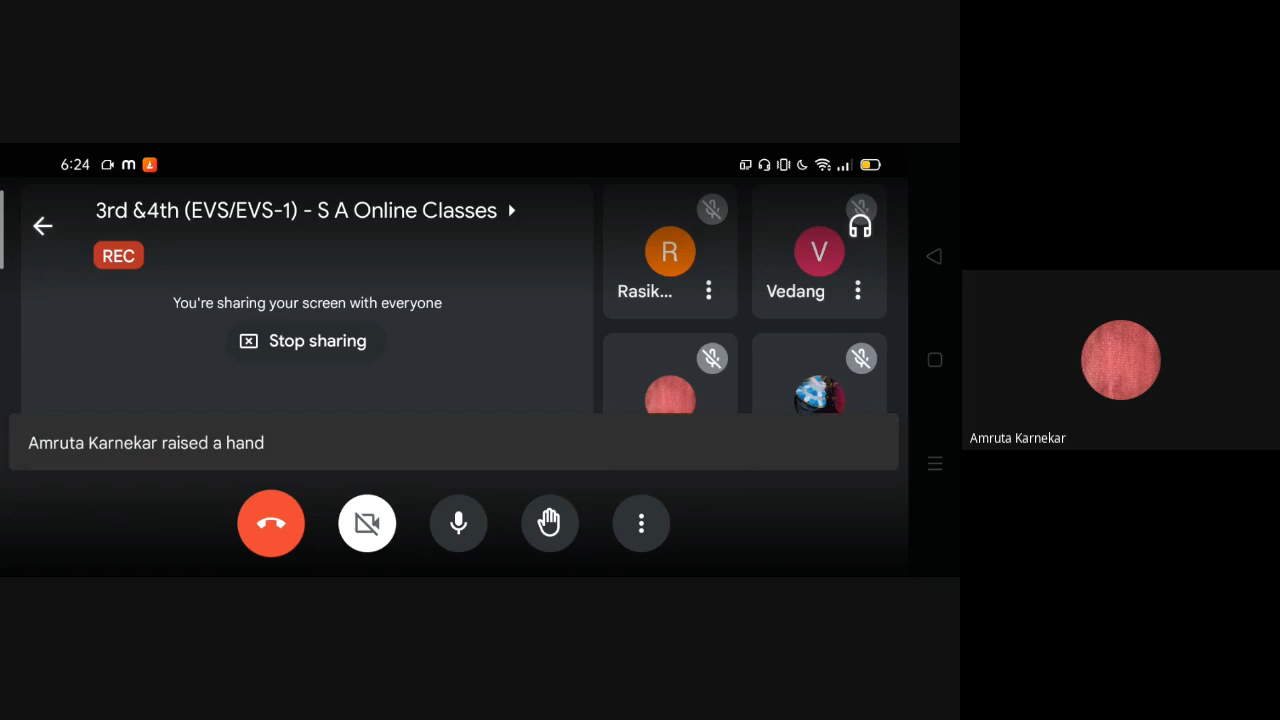 6:24
3rd &4th (EVS/EVS-1) - S A Online Classes
REC
You're sharing your screen with everyone
Stop sharing
R
Rasik...
V
Vedang
Amruta Karnekar raised a hand
Amruta Karnekar